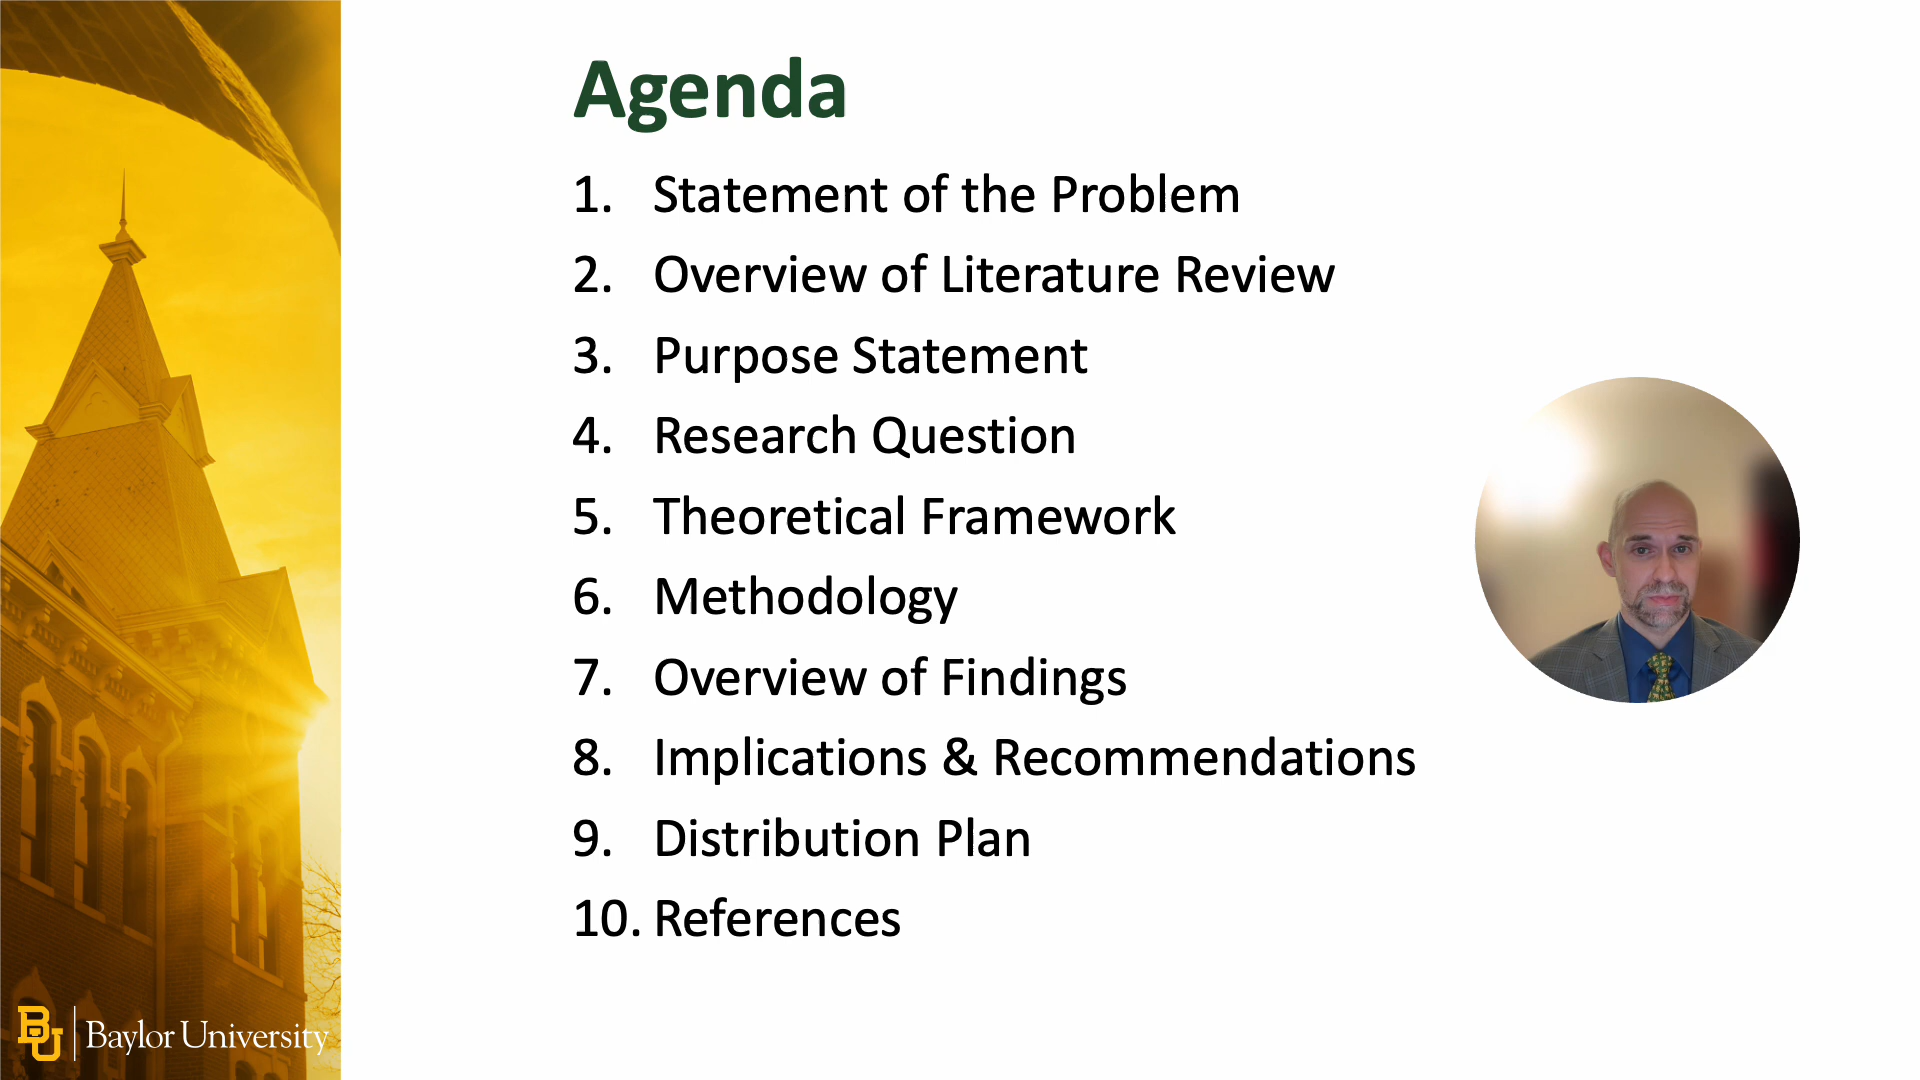 Agenda
1. Statement of the Problem
2. Overview of Literature Review
3. Purpose Statement
4. Research Question
5. Theoretical Framework
6. Methodology
7. Overview of Findings
8. Implications & Recommendations
9. Distribution Plan
10. References
BU Baylor University